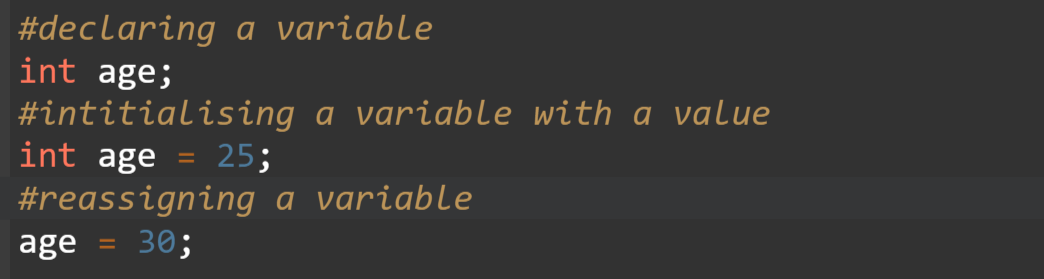 #declaring a variable
int age;
#intitialising a variable with a value
int age = 25;
#reassigning a variable
age = 30;